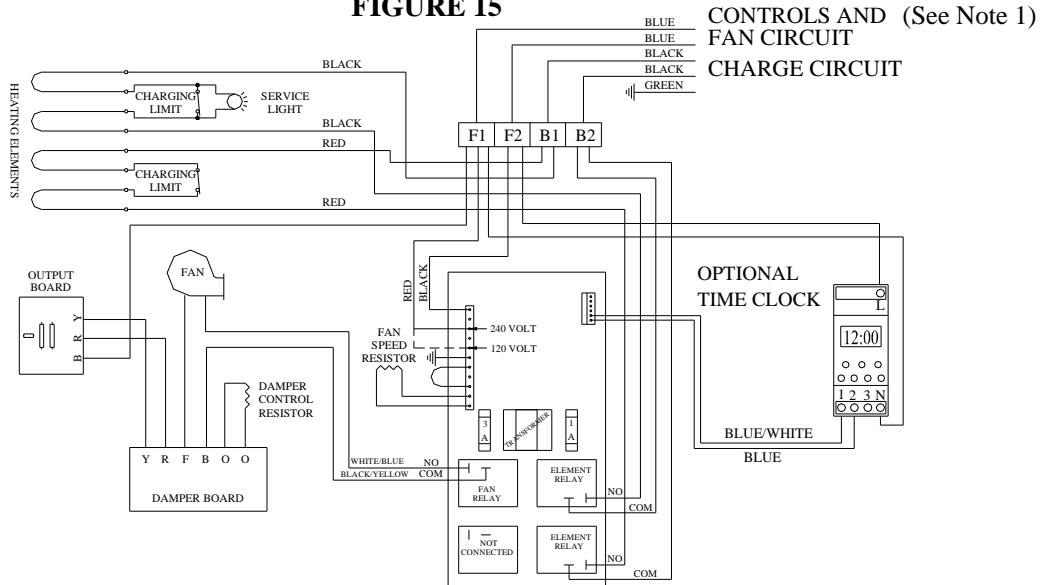 FIGURE 15
BLUE
CONTROLS AND (See Note 1)
BLUE
FAN CIRCUIT
BLACK
BLACK
CHARGE CIRCUIT
GREEN
BLACK
CHARGING
LIMIT
SERVICE
LIGHT
HEATING ELEMENTS
BLACK
RED
F1 F2 B1 B2
CHARGING
LIMIT
RED
OUTPUT
BOARD
Y
R
B
FAN
RED
BLACK
FAN
SPEED
RESISTOR
240 VOLT
120 VOLT
OPTIONAL
TIME CLOCK
L
12:00
1 2 3 N
DAMPER
CONTROL
RESISTOR
3
A
TRANSFORMER
1
A
BLUE/WHITE
BLUE
Y R F B O O
DAMPER BOARD
WHITE/BLUE NO
BLACK/YELLOW COM
FAN
RELAY
ELEMENT
RELAY
NO
COM
NOT
CONNECTED
ELEMENT
RELAY
NO
COM